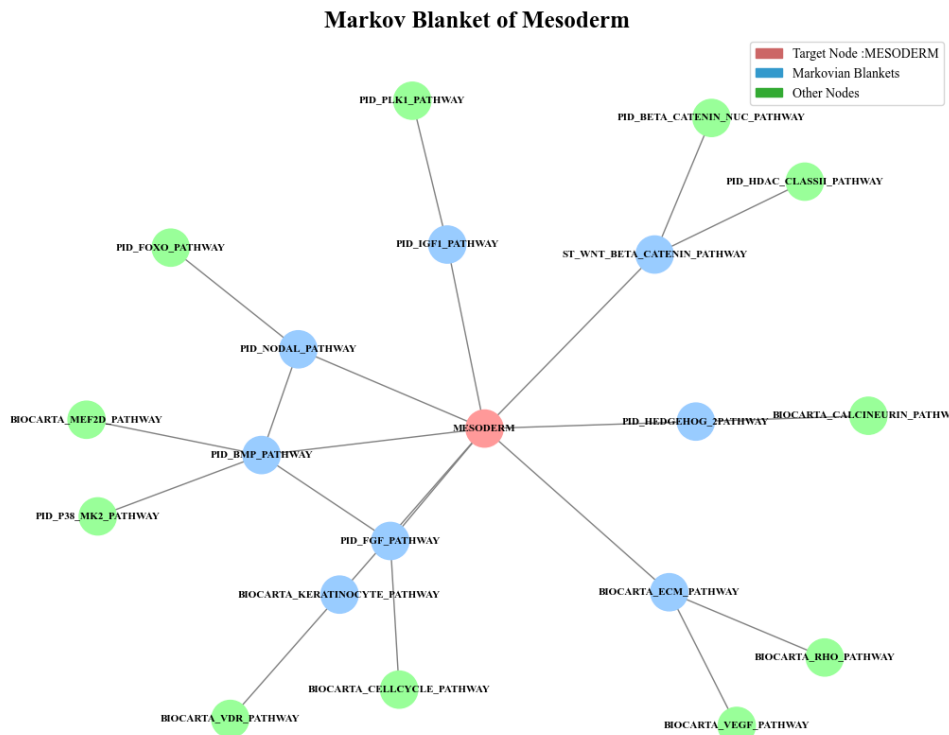 Markov Blanket of Mesoderm
Target Node :MESODERM
Markovian Blankets
Other Nodes
PID_PLK1_PATHWAY
PID_BETA_CATENIN_NUC_PATHWAY
PID_HDAC_CLASSII_PATHWAY
PID_FOXO_PATHWAY
PID_IGF1_PATHWAY
ST_WNT_BETA_CATENIN_PATHWAY
PID_NODAL_PATHWAY
BIOCARTA_MEF2D_PATHWAY
MESODERM
PID_HEDGEHOG_2PATHWAY
BIOCARTA_CALCINEURIN_PATHW
PID_BMP_PATHWAY
PID_P38_MK2_PATHWAY
PID_FGF_PATHWAY
BIOCARTA_KERATINOCYTE_PATHWAY
BIOCARTA_ECM_PATHWAY
BIOCARTA_RHO_PATHWAY
BIOCARTA_CELLCYCLE_PATHWAY
BIOCARTA_VDR_PATHWAY
BIOCARTA_VEGF_PATHWAY